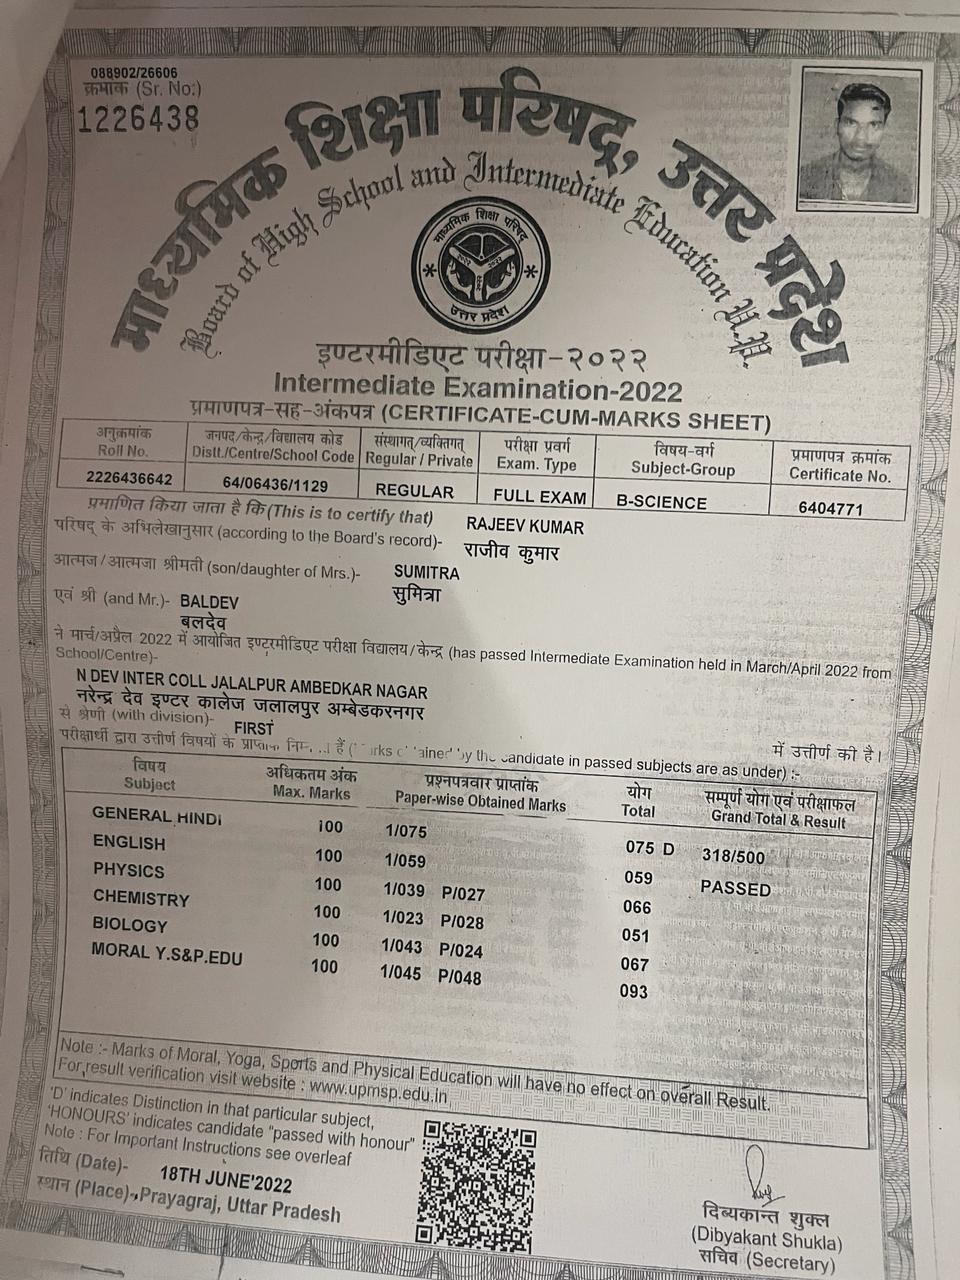 088902/26606
क्रमांक (Sr. No:)
1226438
माध्यमिक शिक्षा परिषद्, उत्तर प्रदेश
Board of High School and Intermediate Education U.P.
माध्यमिक शिक्षा परिषद्
उत्तर प्रदेश
इण्टरमीडिएट परीक्षा-२०२२
Intermediate Examination-2022
प्रमाणपत्र-सह-अंकपत्र (CERTIFICATE-CUM-MARKS SHEET)
अनुक्रमांक जनपद/केन्द्र/विद्यालय कोड संस्थागत/व्यक्तिगत परीक्षा प्रवर्ग विषय-वर्ग प्रमाणपत्र क्रमांक
Roll No. Distt./Centre/School Code Regular / Private Exam. Type Subject-Group Certificate No.
2226436642 64/06436/1129 REGULAR FULL EXAM B-SCIENCE 6404771
प्रमाणित किया जाता है कि (This is to certify that)
परिषद् के अभिलेखानुसार (according to the Board's record)- RAJEEV KUMAR
राजीव कुमार
आत्मज/आत्मजा श्रीमती (son/daughter of Mrs.)- SUMITRA
सुमित्रा
एवं श्री (and Mr.)- BALDEV
बलदेव
ने मार्च/अप्रैल 2022 में आयोजित इण्टरमीडिएट परीक्षा विद्यालय/केन्द्र (has passed Intermediate Examination held in March/April 2022 from
School/Centre)-
N DEV INTER COLL JALALPUR AMBEDKAR NAGAR
नरेन्द्र देव इण्टर कालेज जलालपुर अम्बेडकरनगर
से श्रेणी (with division)- FIRST में उत्तीर्ण की है।
परीक्षार्थी द्वारा उत्तीर्ण विषयों के प्राप्तांक हैं by the candidate in passed subjects are as under) :-
विषय अधिकतम अंक प्रश्नपत्रवार प्राप्तांक योग सम्पूर्ण योग एवं परीक्षाफल
Subject Max. Marks Paper-wise Obtained Marks Total Grand Total & Result
GENERAL HINDI 100 1/075 075 D 318/500
ENGLISH 100 1/059 059 PASSED
PHYSICS 100 1/039 P/027 066
CHEMISTRY 100 1/023 P/028 051
BIOLOGY 100 1/043 P/024 067
MORAL Y.S&P.EDU 100 1/045 P/048 093
Note :- Marks of Moral, Yoga, Sports and Physical Education will have no effect on overall Result.
For result verification visit website : www.upmsp.edu.in
'D' indicates Distinction in that particular subject,
'HONOURS' indicates candidate "passed with honour"
Note : For Important Instructions see overleaf
तिथि (Date)- 18TH JUNE'2022
स्थान (Place)-,Prayagraj, Uttar Pradesh
दिब्यकान्त शुक्ल
(Dibyakant Shukla)
सचिव (Secretary)